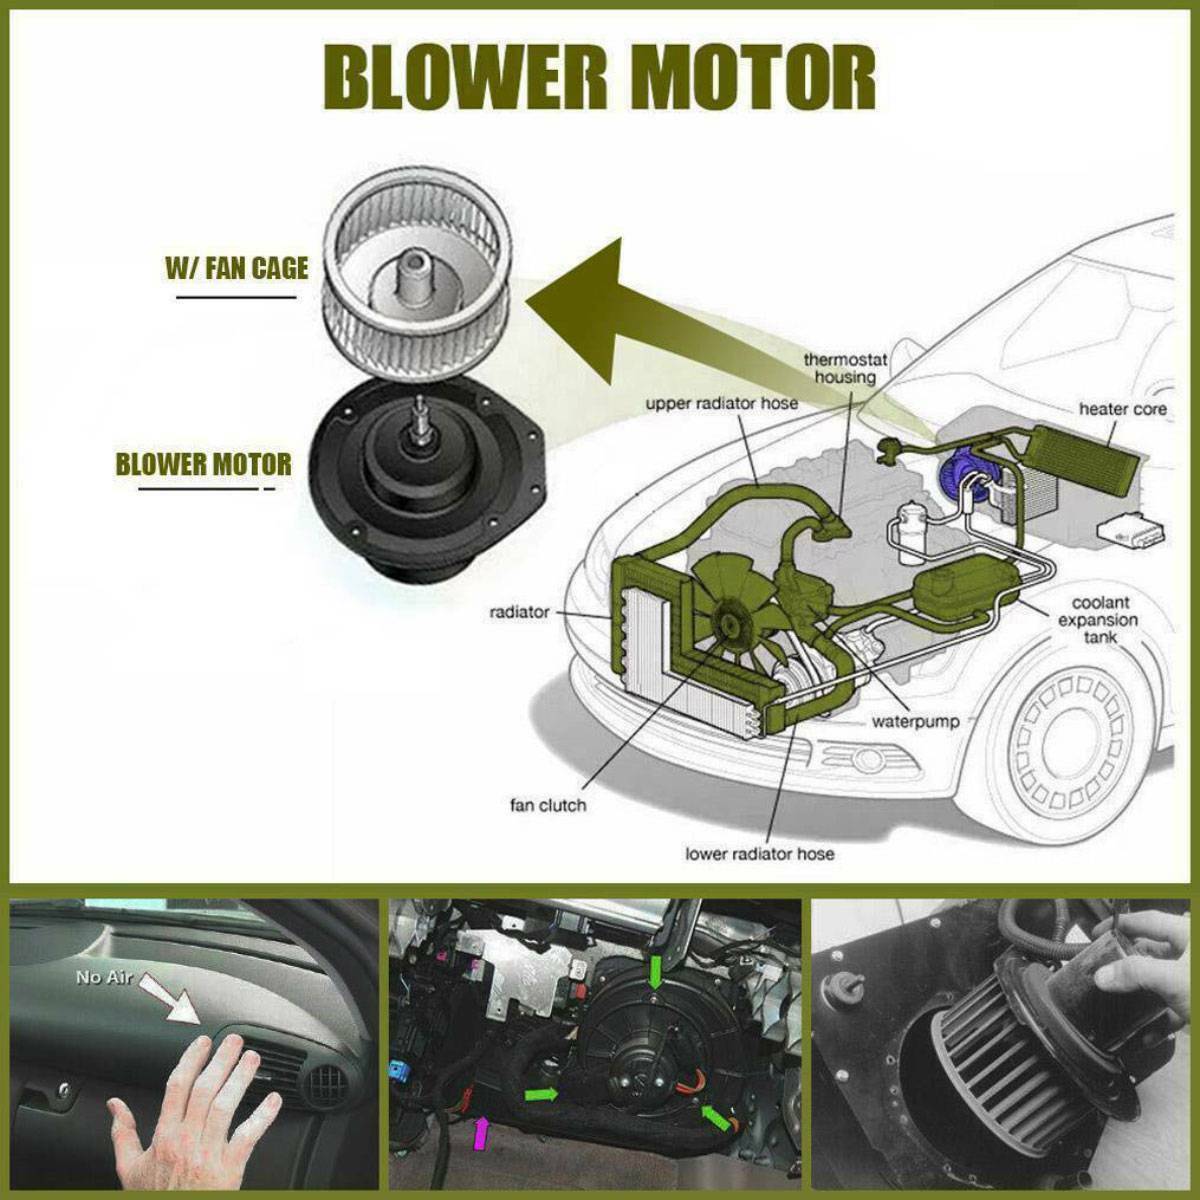 BLOWER MOTOR
W/ FAN CAGE
BLOWER MOTOR
thermostat
housing
upper radiator hose
heater core
radiator
coolant
expansion
tank
waterpump
fan clutch
lower radiator hose
No Air